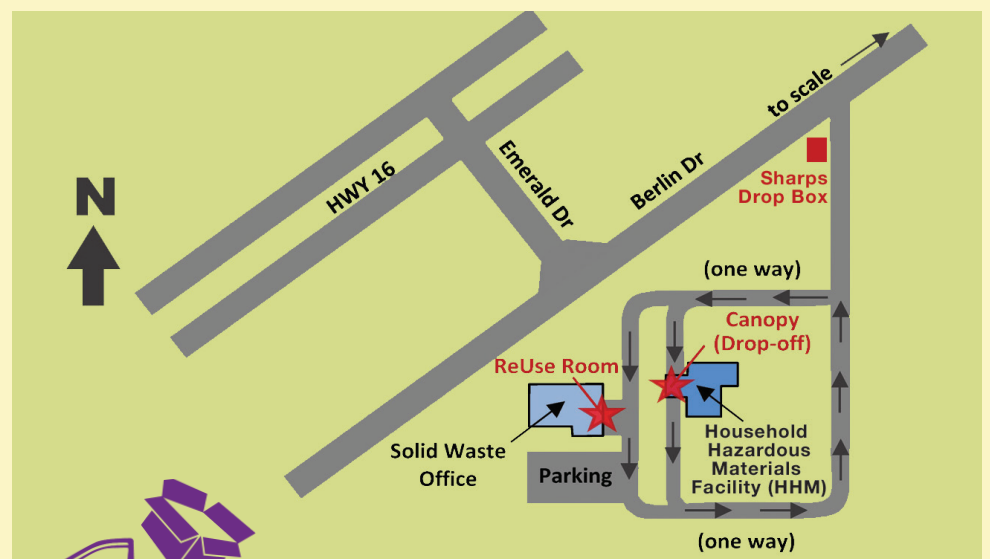 N
HWY 16
Emerald Dr
Berlin Dr
to scale
Sharps
Drop Box
(one way)
Canopy
(Drop-off)
ReUse Room
Solid Waste
Office
Household
Hazardous
Materials
Facility (HHM)
Parking
(one way)